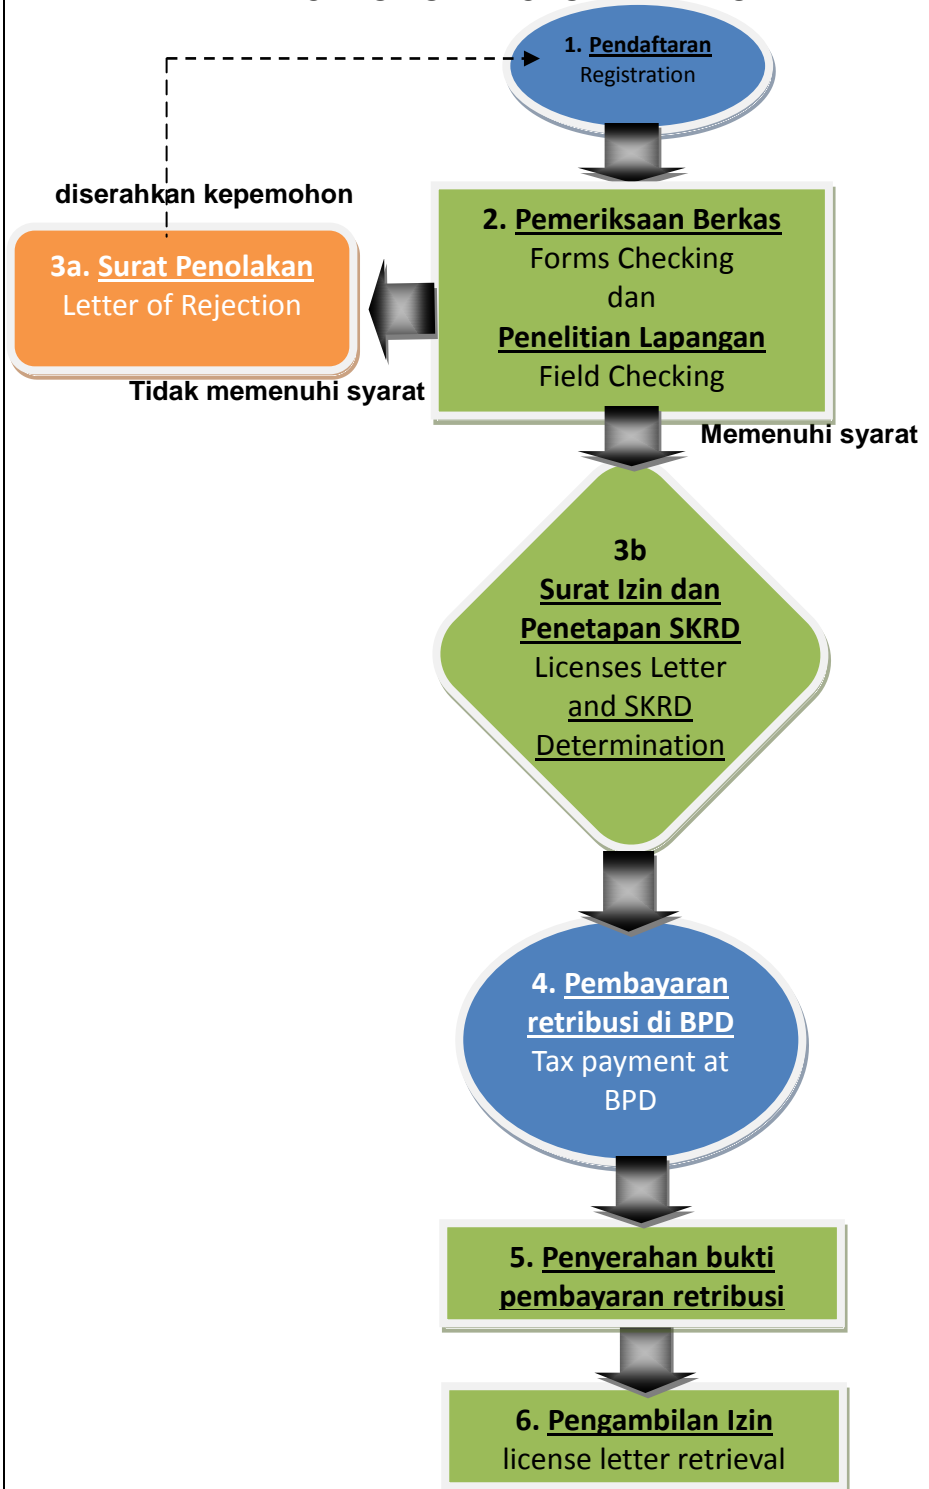 1. Pendaftaran
Registration
diserahkan kepemohon
2. Pemeriksaan Berkas
Forms Checking
dan
Penelitian Lapangan
Field Checking
3a. Surat Penolakan
Letter of Rejection
Tidak memenuhi syarat
Memenuhi syarat
3b
Surat Izin dan
Penetapan SKRD
Licenses Letter
and SKRD
Determination
4. Pembayaran
retribusi di BPD
Tax payment at
BPD
5. Penyerahan bukti
pembayaran retribusi
6. Pengambilan Izin
license letter retrieval